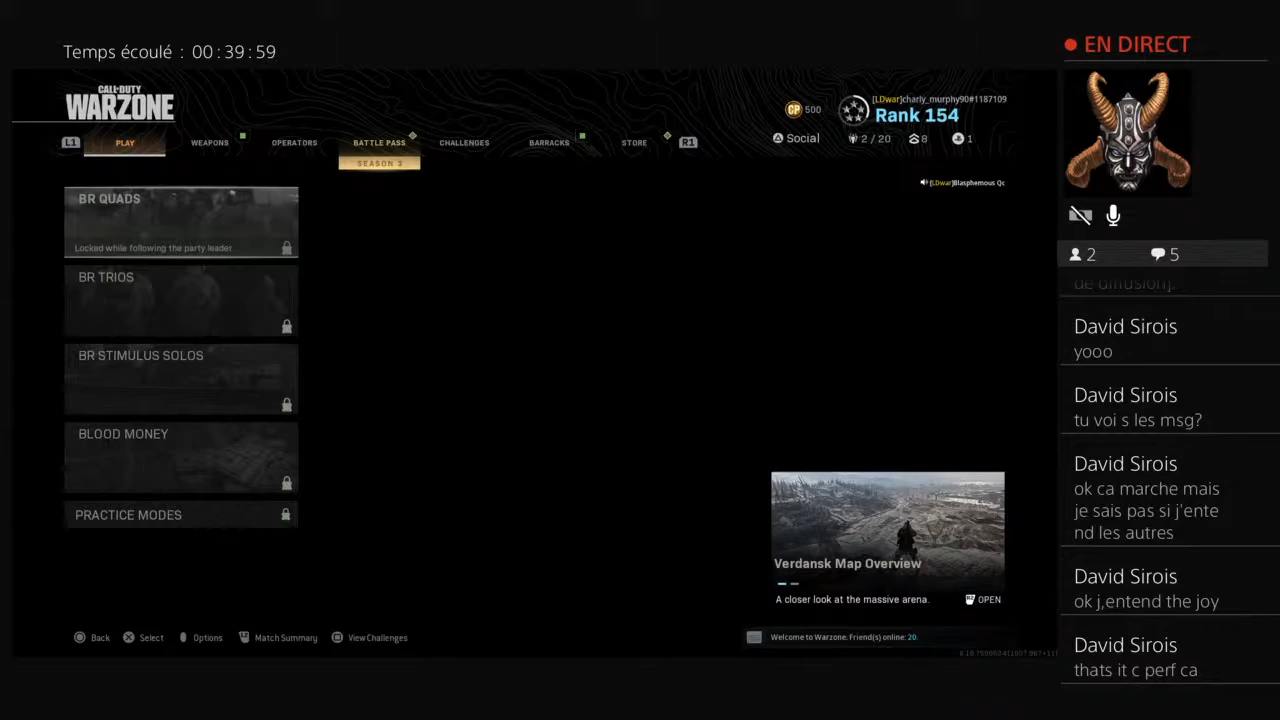 Temps écoulé : 00:39:59
EN DIRECT
CALL OF DUTY
WARZONE
CP 500
[LDwar]charly_murphy90#1187109
Rank 154
Social
2 / 20
8
1
L1
PLAY
WEAPONS
OPERATORS
BATTLE PASS
CHALLENGES
BARRACKS
STORE
R1
SEASON 3
[LDwar]Blasphemous Qc
BR QUADS
Locked while following the party leader.
BR TRIOS
BR STIMULUS SOLOS
BLOOD MONEY
PRACTICE MODES
Verdansk Map Overview
A closer look at the massive arena.
OPEN
Back
Select
Options
Match Summary
View Challenges
Welcome to Warzone. Friend(s) online: 20.
2
5
de diffusion].
David Sirois
yooo
David Sirois
tu voi s les msg?
David Sirois
ok ca marche mais
je sais pas si j'ente
nd les autres
David Sirois
ok j,entend the joy
David Sirois
thats it c perf ca